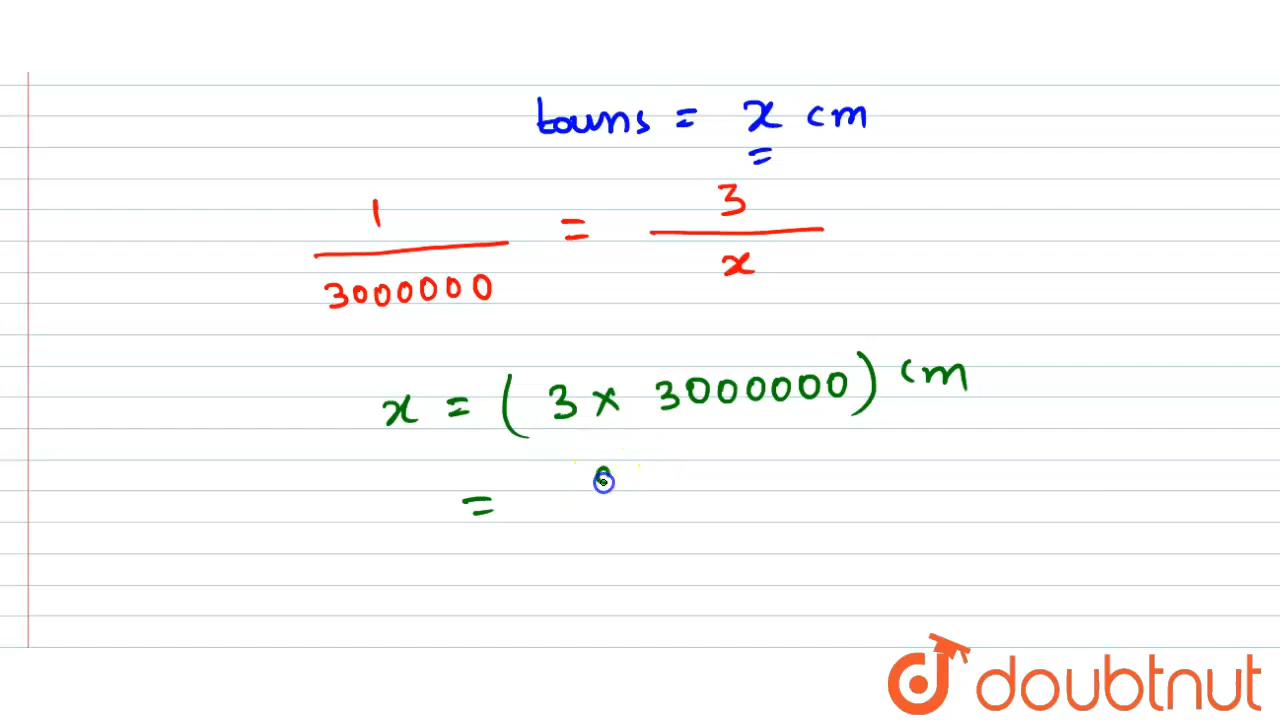 towns = x cm
=
1 / 3000000 = 3 / x
x = ( 3 × 3000000 ) cm
=
doubtnut